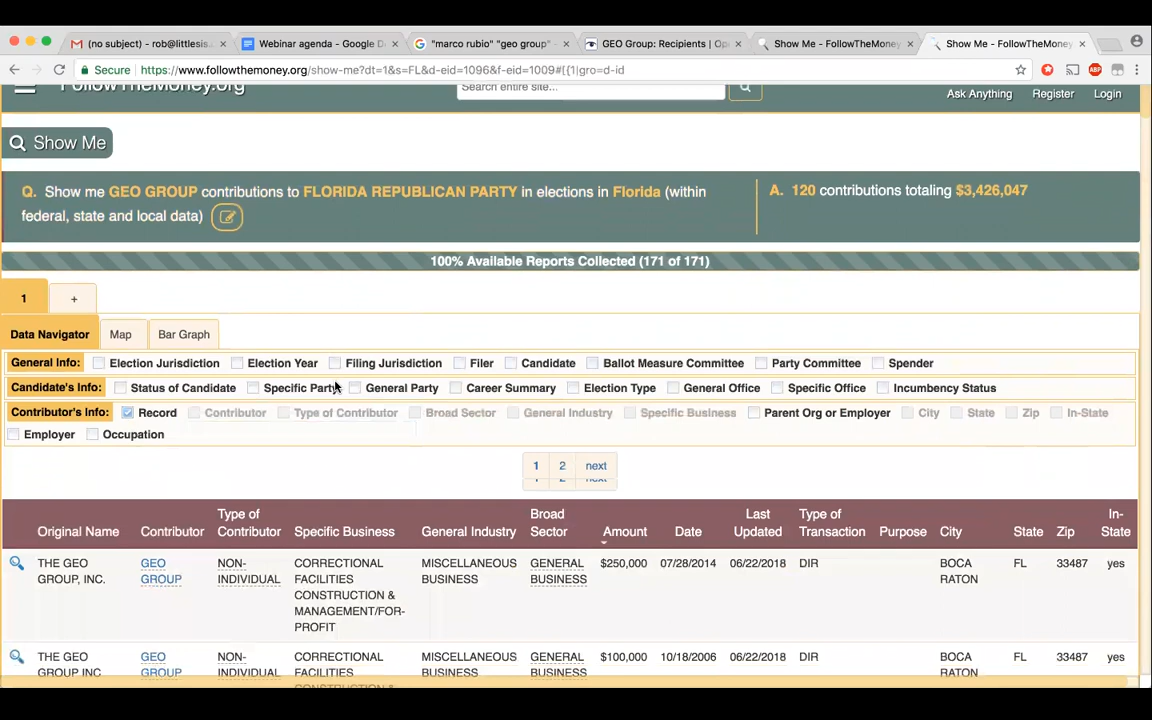 (no subject) - rob@littlesis.
Webinar agenda - Google D
"marco rubio" "geo group" -
GEO Group: Recipients | Op
Show Me - FollowTheMoney
Show Me - FollowTheMoney
Secure
https://www.followthemoney.org/show-me?dt=1&s=FL&d-eid=1096&f-eid=1009#[{1|gro=d-id
ABP
FollowTheMoney.org
Search entire site...
Ask Anything
Register
Login
Show Me
Q. Show me GEO GROUP contributions to FLORIDA REPUBLICAN PARTY in elections in Florida (within
federal, state and local data)
A. 120 contributions totaling $3,426,047
100% Available Reports Collected (171 of 171)
1
+
Data Navigator
Map
Bar Graph
General Info: Election Jurisdiction Election Year Filing Jurisdiction Filer Candidate Ballot Measure Committee Party Committee Spender
Candidate's Info: Status of Candidate Specific Party General Party Career Summary Election Type General Office Specific Office Incumbency Status
Contributor's Info: Record Contributor Type of Contributor Broad Sector General Industry Specific Business Parent Org or Employer City State Zip In-State
Employer Occupation
1 2 next
1 2 next
Original Name
Contributor
Type of
Contributor
Specific Business
General Industry
Broad
Sector
Amount
Date
Last
Updated
Type of
Transaction
Purpose
City
State
Zip
In-
State
THE GEO
GROUP, INC.
GEO
GROUP
NON-
INDIVIDUAL
CORRECTIONAL
FACILITIES
CONSTRUCTION &
MANAGEMENT/FOR-
PROFIT
MISCELLANEOUS
BUSINESS
GENERAL
BUSINESS
$250,000
07/28/2014
06/22/2018
DIR
BOCA
RATON
FL
33487
yes
THE GEO
GROUP INC
GEO
GROUP
NON-
INDIVIDUAL
CORRECTIONAL
FACILITIES
CONSTRUCTION &
MISCELLANEOUS
BUSINESS
GENERAL
BUSINESS
$100,000
10/18/2006
06/22/2018
DIR
BOCA
RATON
FL
33487
yes